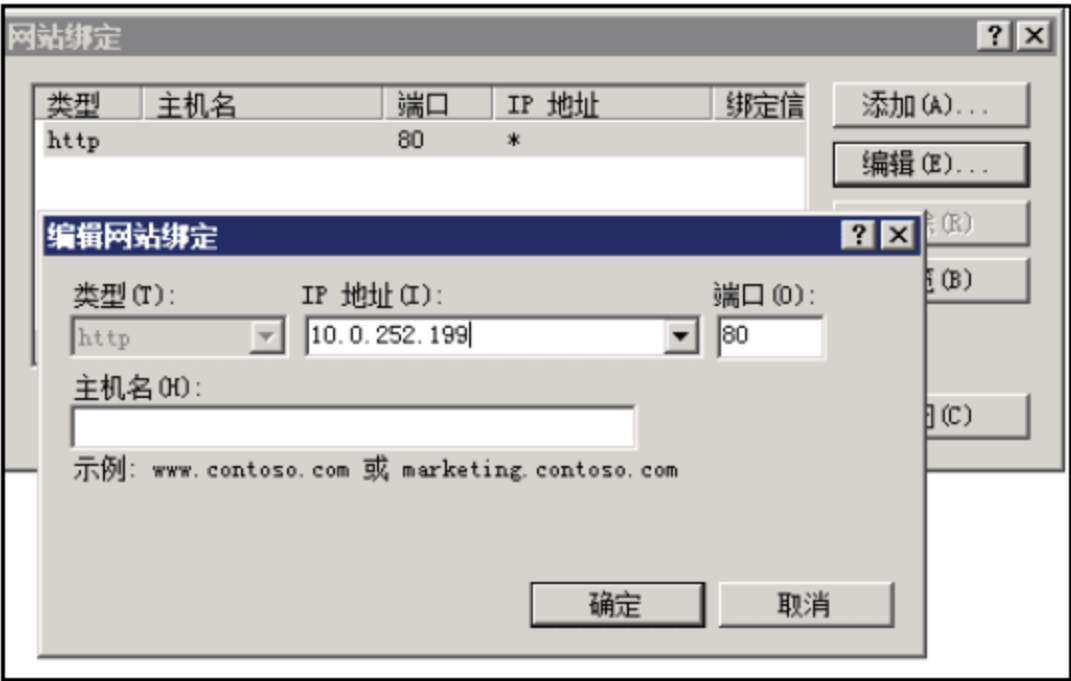 网站绑定
类型 主机名 端口 IP 地址 绑定信
http 80 *
添加(A)...
编辑(E)...
(R)
(B)
(C)
编辑网站绑定
类型(T): IP 地址(I): 端口(O):
http 10.0.252.199 80
主机名(H):
示例: www.contoso.com 或 marketing.contoso.com
确定 取消